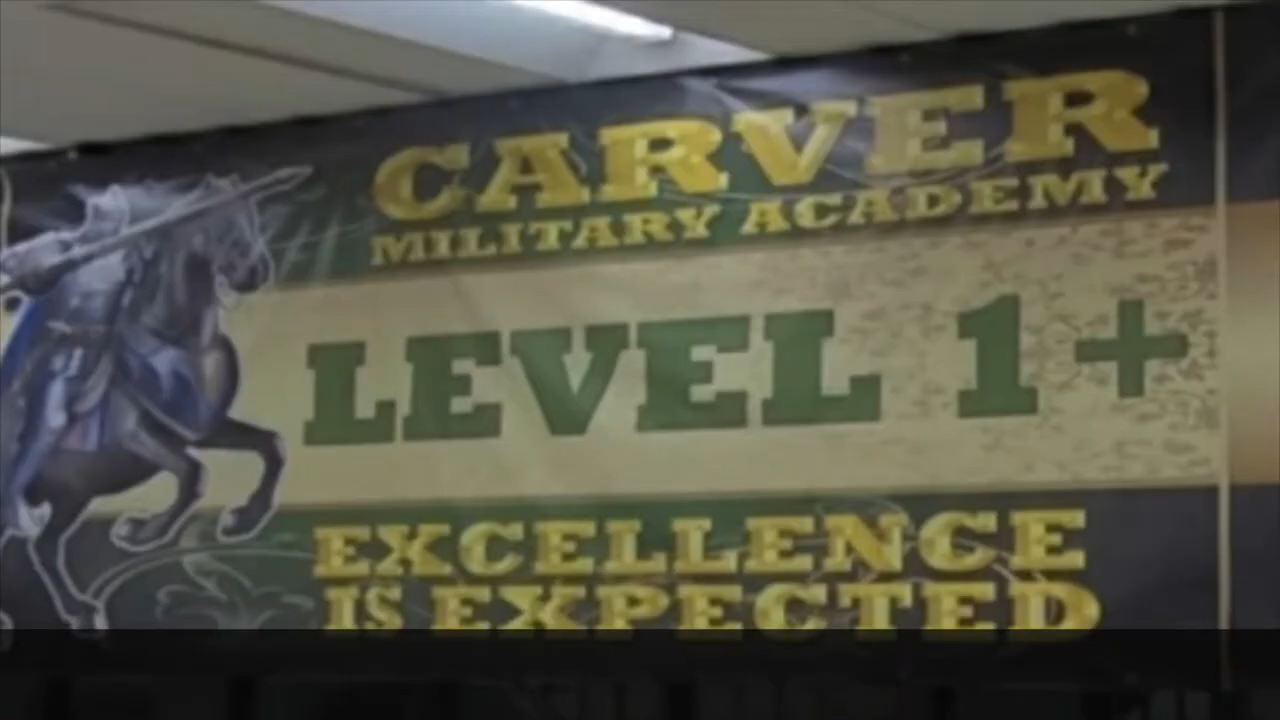 CARVER
MILITARY ACADEMY
LEVEL 1+
EXCELLENCE
IS EXPECTED